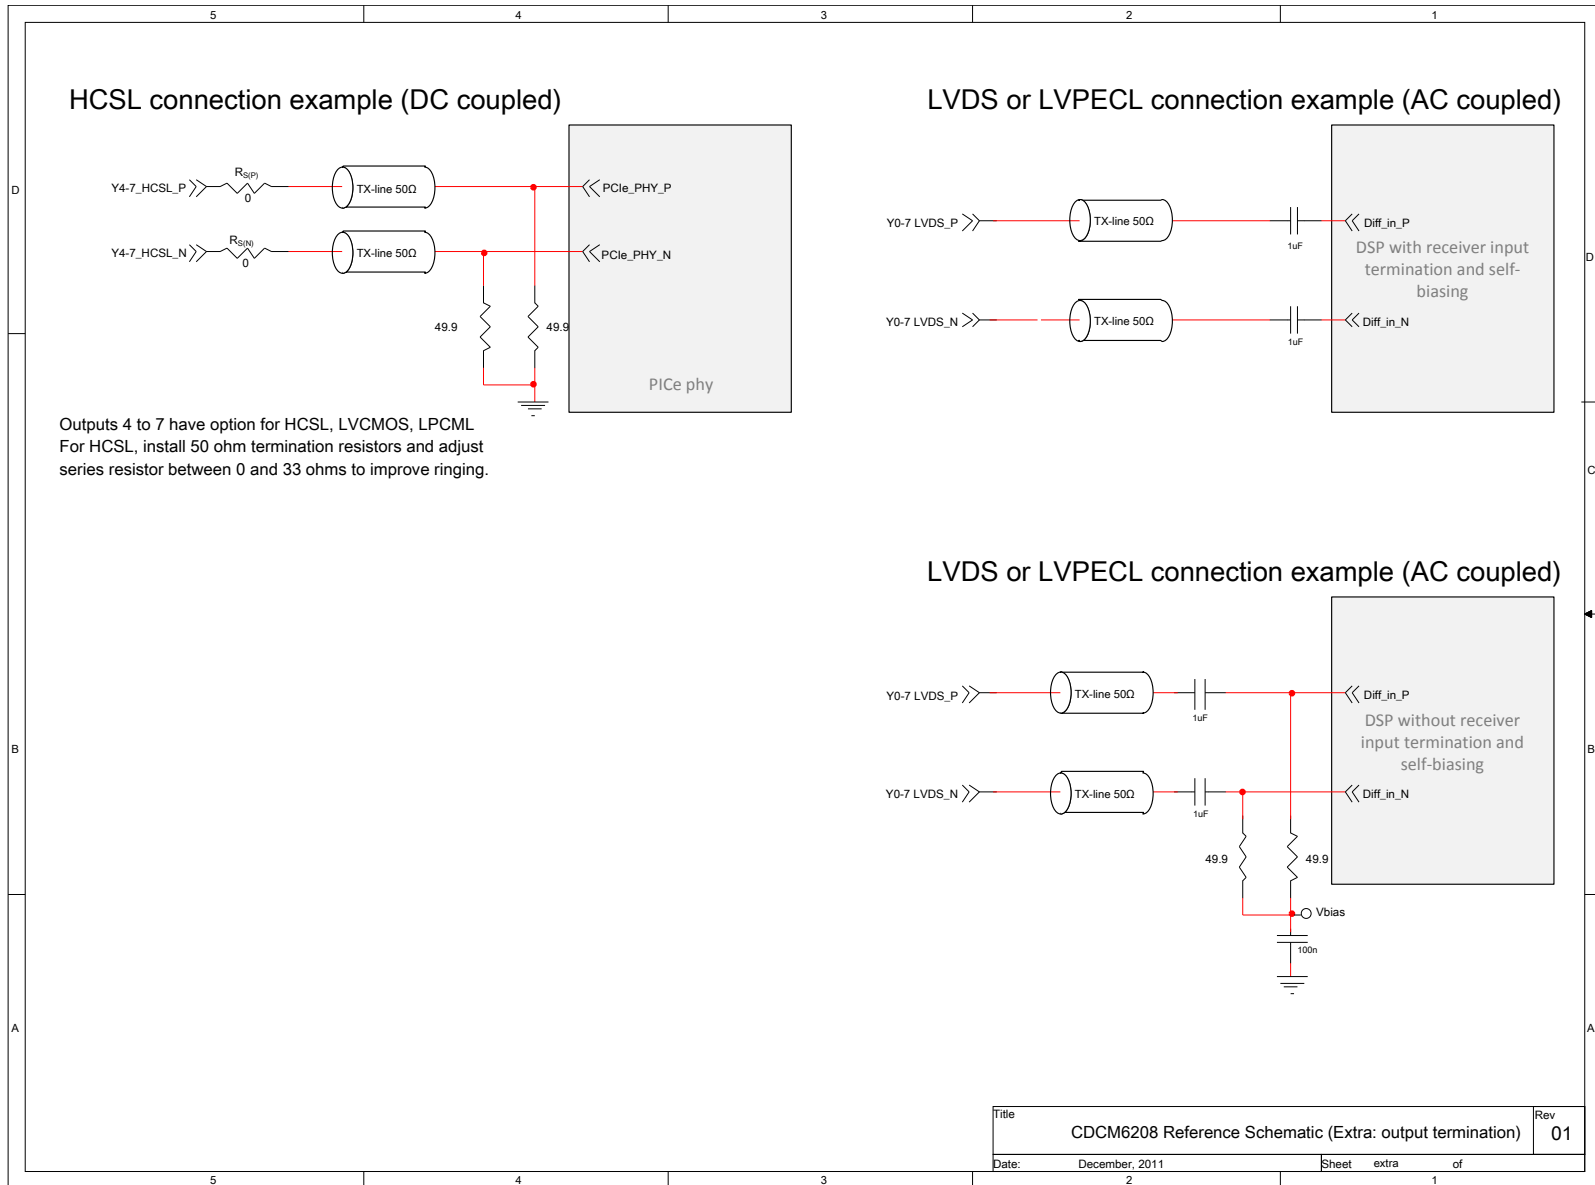 5 4 3 2 1
HCSL connection example (DC coupled)
D
Y4-7_HCSL_P
RS(P)
0
TX-line 50Ω
PCIe_PHY_P
Y4-7_HCSL_N
RS(N)
0
TX-line 50Ω
PCIe_PHY_N
49.9
49.9
PICe phy
Outputs 4 to 7 have option for HCSL, LVCMOS, LPCML
For HCSL, install 50 ohm termination resistors and adjust
series resistor between 0 and 33 ohms to improve ringing.
LVDS or LVPECL connection example (AC coupled)
Y0-7 LVDS_P
TX-line 50Ω
1uF
Diff_in_P
DSP with receiver input
termination and self-
biasing
Y0-7 LVDS_N
TX-line 50Ω
1uF
Diff_in_N
D
C
LVDS or LVPECL connection example (AC coupled)
Y0-7 LVDS_P
TX-line 50Ω
1uF
Diff_in_P
DSP without receiver
input termination and
self-biasing
Y0-7 LVDS_N
TX-line 50Ω
1uF
Diff_in_N
49.9
49.9
Vbias
100n
B
B
A
A
Title
CDCM6208 Reference Schematic (Extra: output termination)
Rev
01
Date: December, 2011
Sheet extra of
5 4 3 2 1